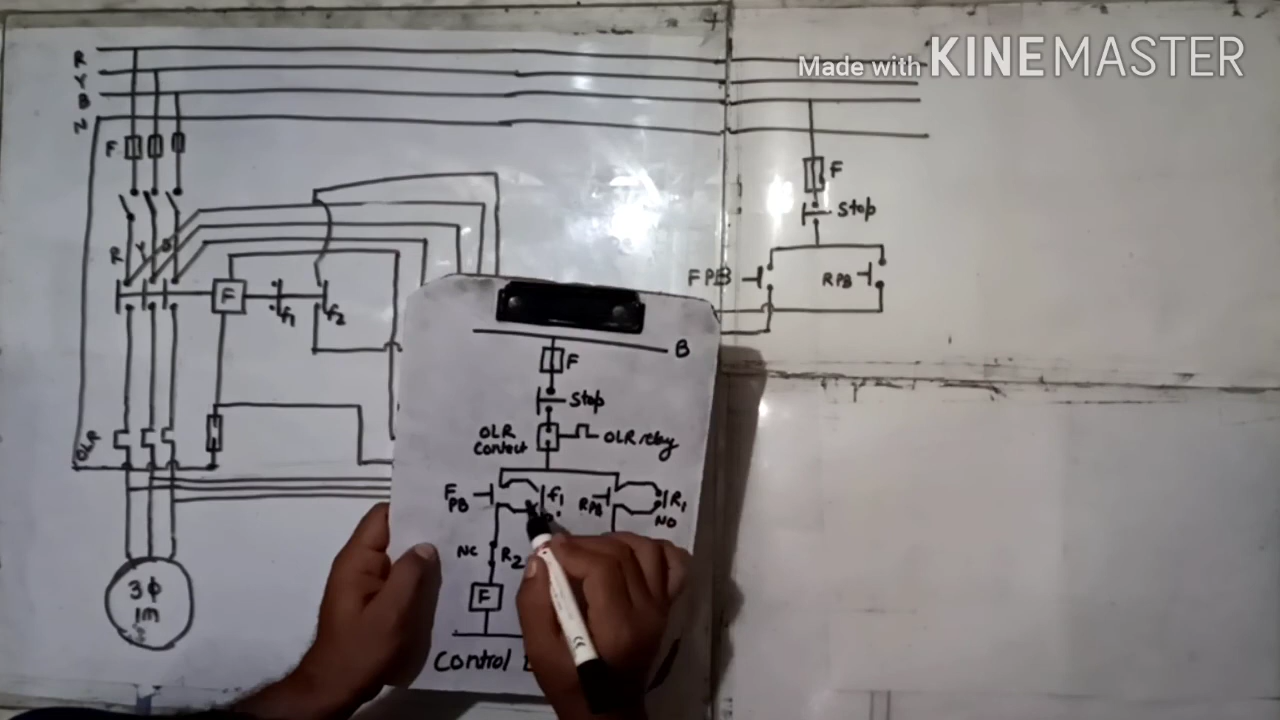 Made with KINEMASTER
R
Y
B
N
F
F
Stop
FPB
RPB
R
Y
B
F
f1
f2
OLR
3ϕ
IM
B
F
Stop
OLR
Contect
OLR relay
FPB
f1
RPB
R1
NO
NC
R2
F
Control